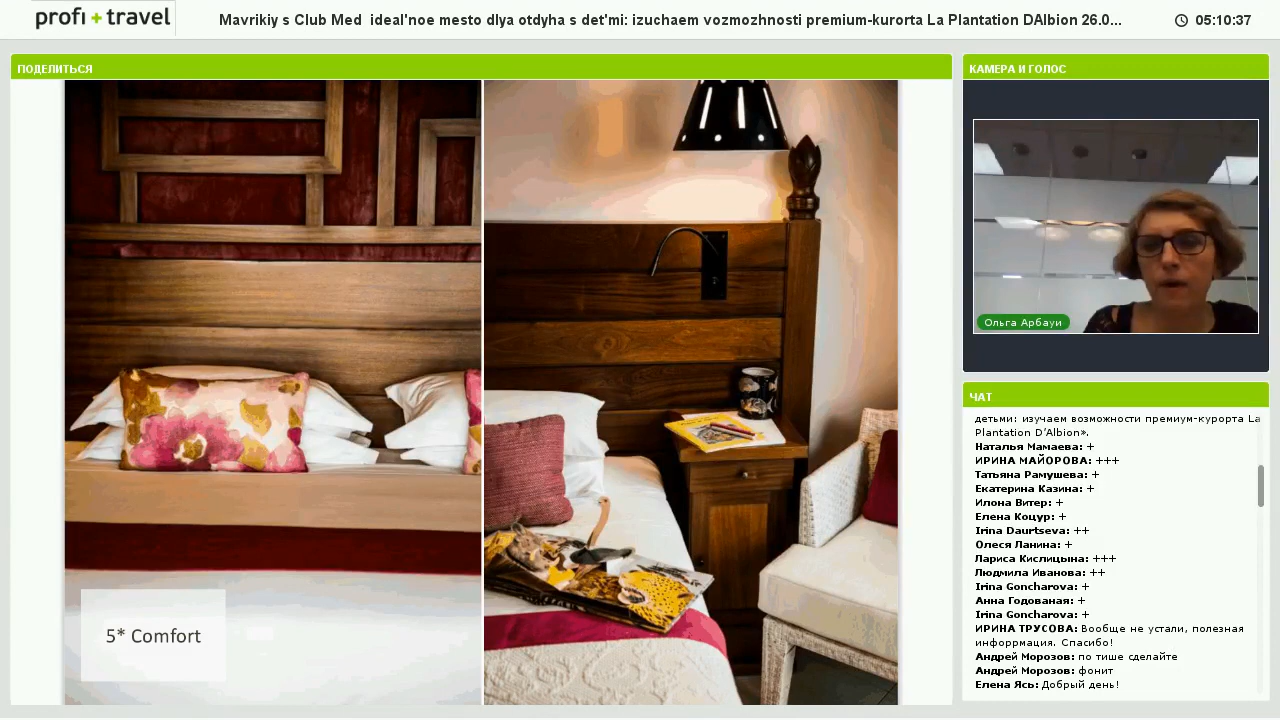 profi + travel
Mavrikiy s Club Med ideal'noe mesto dlya otdyha s det'mi: izuchaem vozmozhnosti premium-kurorta La Plantation DAlbion 26.0...
05:10:37
ПОДЕЛИТЬСЯ
5* Comfort
КАМЕРА И ГОЛОС
Ольга Арбауи
ЧАТ
детьми: изучаем возможности премиум-курорта La
Plantation D'Albion».
Наталья Мамаева: +
ИРИНА МАЙОРОВА: +++
Татьяна Рамушева: +
Екатерина Казина: +
Илона Витер: +
Елена Коцур: +
Irina Daurtseva: ++
Олеся Ланина: +
Лариса Кислицына: +++
Людмила Иванова: ++
Irina Goncharova: +
Анна Годованая: +
Irina Goncharova: +
ИРИНА ТРУСОВА: Вообще не устали, полезная
инфоррмация. Спасибо!
Андрей Морозов: по тише сделайте
Андрей Морозов: фонит
Елена Ясь: Добрый день!